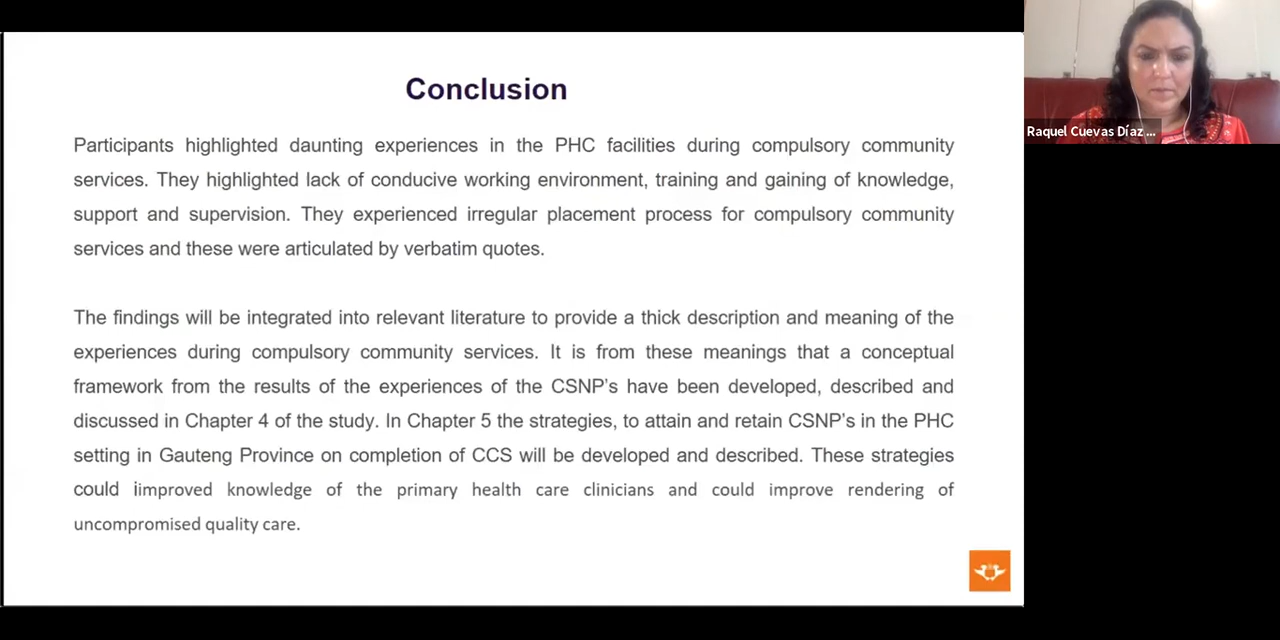 Conclusion
Participants highlighted daunting experiences in the PHC facilities during compulsory community
services. They highlighted lack of conducive working environment, training and gaining of knowledge,
support and supervision. They experienced irregular placement process for compulsory community
services and these were articulated by verbatim quotes.
The findings will be integrated into relevant literature to provide a thick description and meaning of the
experiences during compulsory community services. It is from these meanings that a conceptual
framework from the results of the experiences of the CSNP's have been developed, described and
discussed in Chapter 4 of the study. In Chapter 5 the strategies, to attain and retain CSNP's in the PHC
setting in Gauteng Province on completion of CCS will be developed and described. These strategies
could iimproved knowledge of the primary health care clinicians and could improve rendering of
uncompromised quality care.
Raquel Cuevas Díaz ...